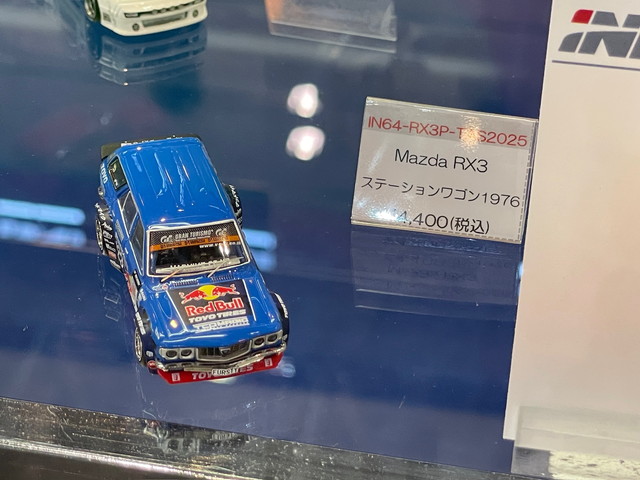 IN64-RX3P-TAS2025
Mazda RX3
ステーションワゴン1976
4,400(税込)
GRAN TURISMO
Red Bull
TOYO TIRES
TOYO TIRES